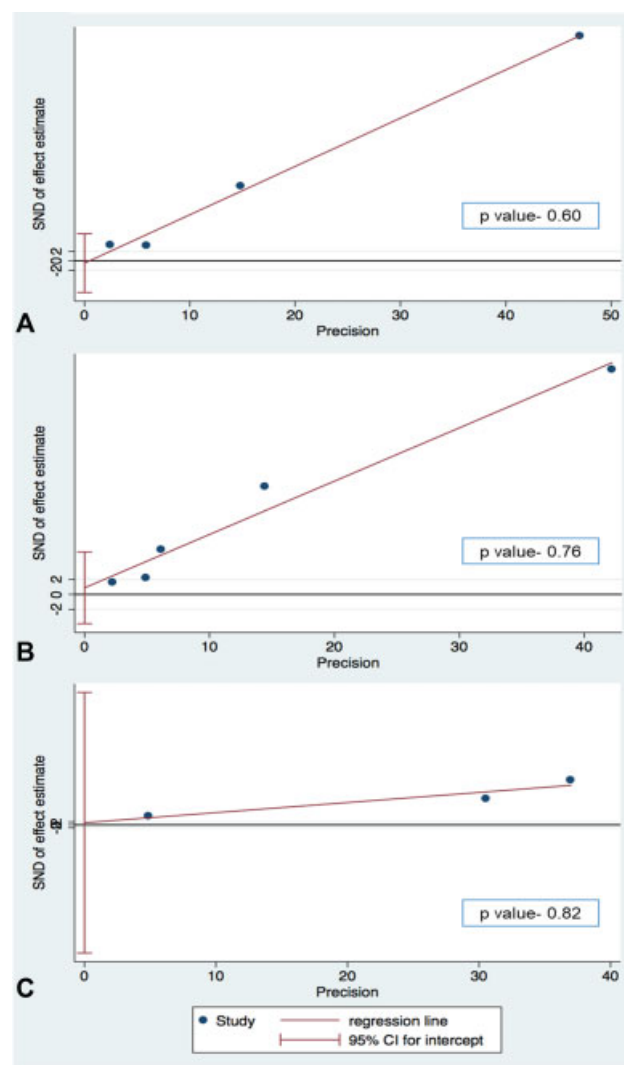 SND of effect estimate
-202
p value- 0.60
0 10 20 30 40 50
Precision
A
SND of effect estimate
-2 0 2
p value- 0.76
0 10 20 30 40
Precision
B
SND of effect estimate
p value- 0.82
0 10 20 30 40
Precision
C
Study regression line
95% CI for intercept